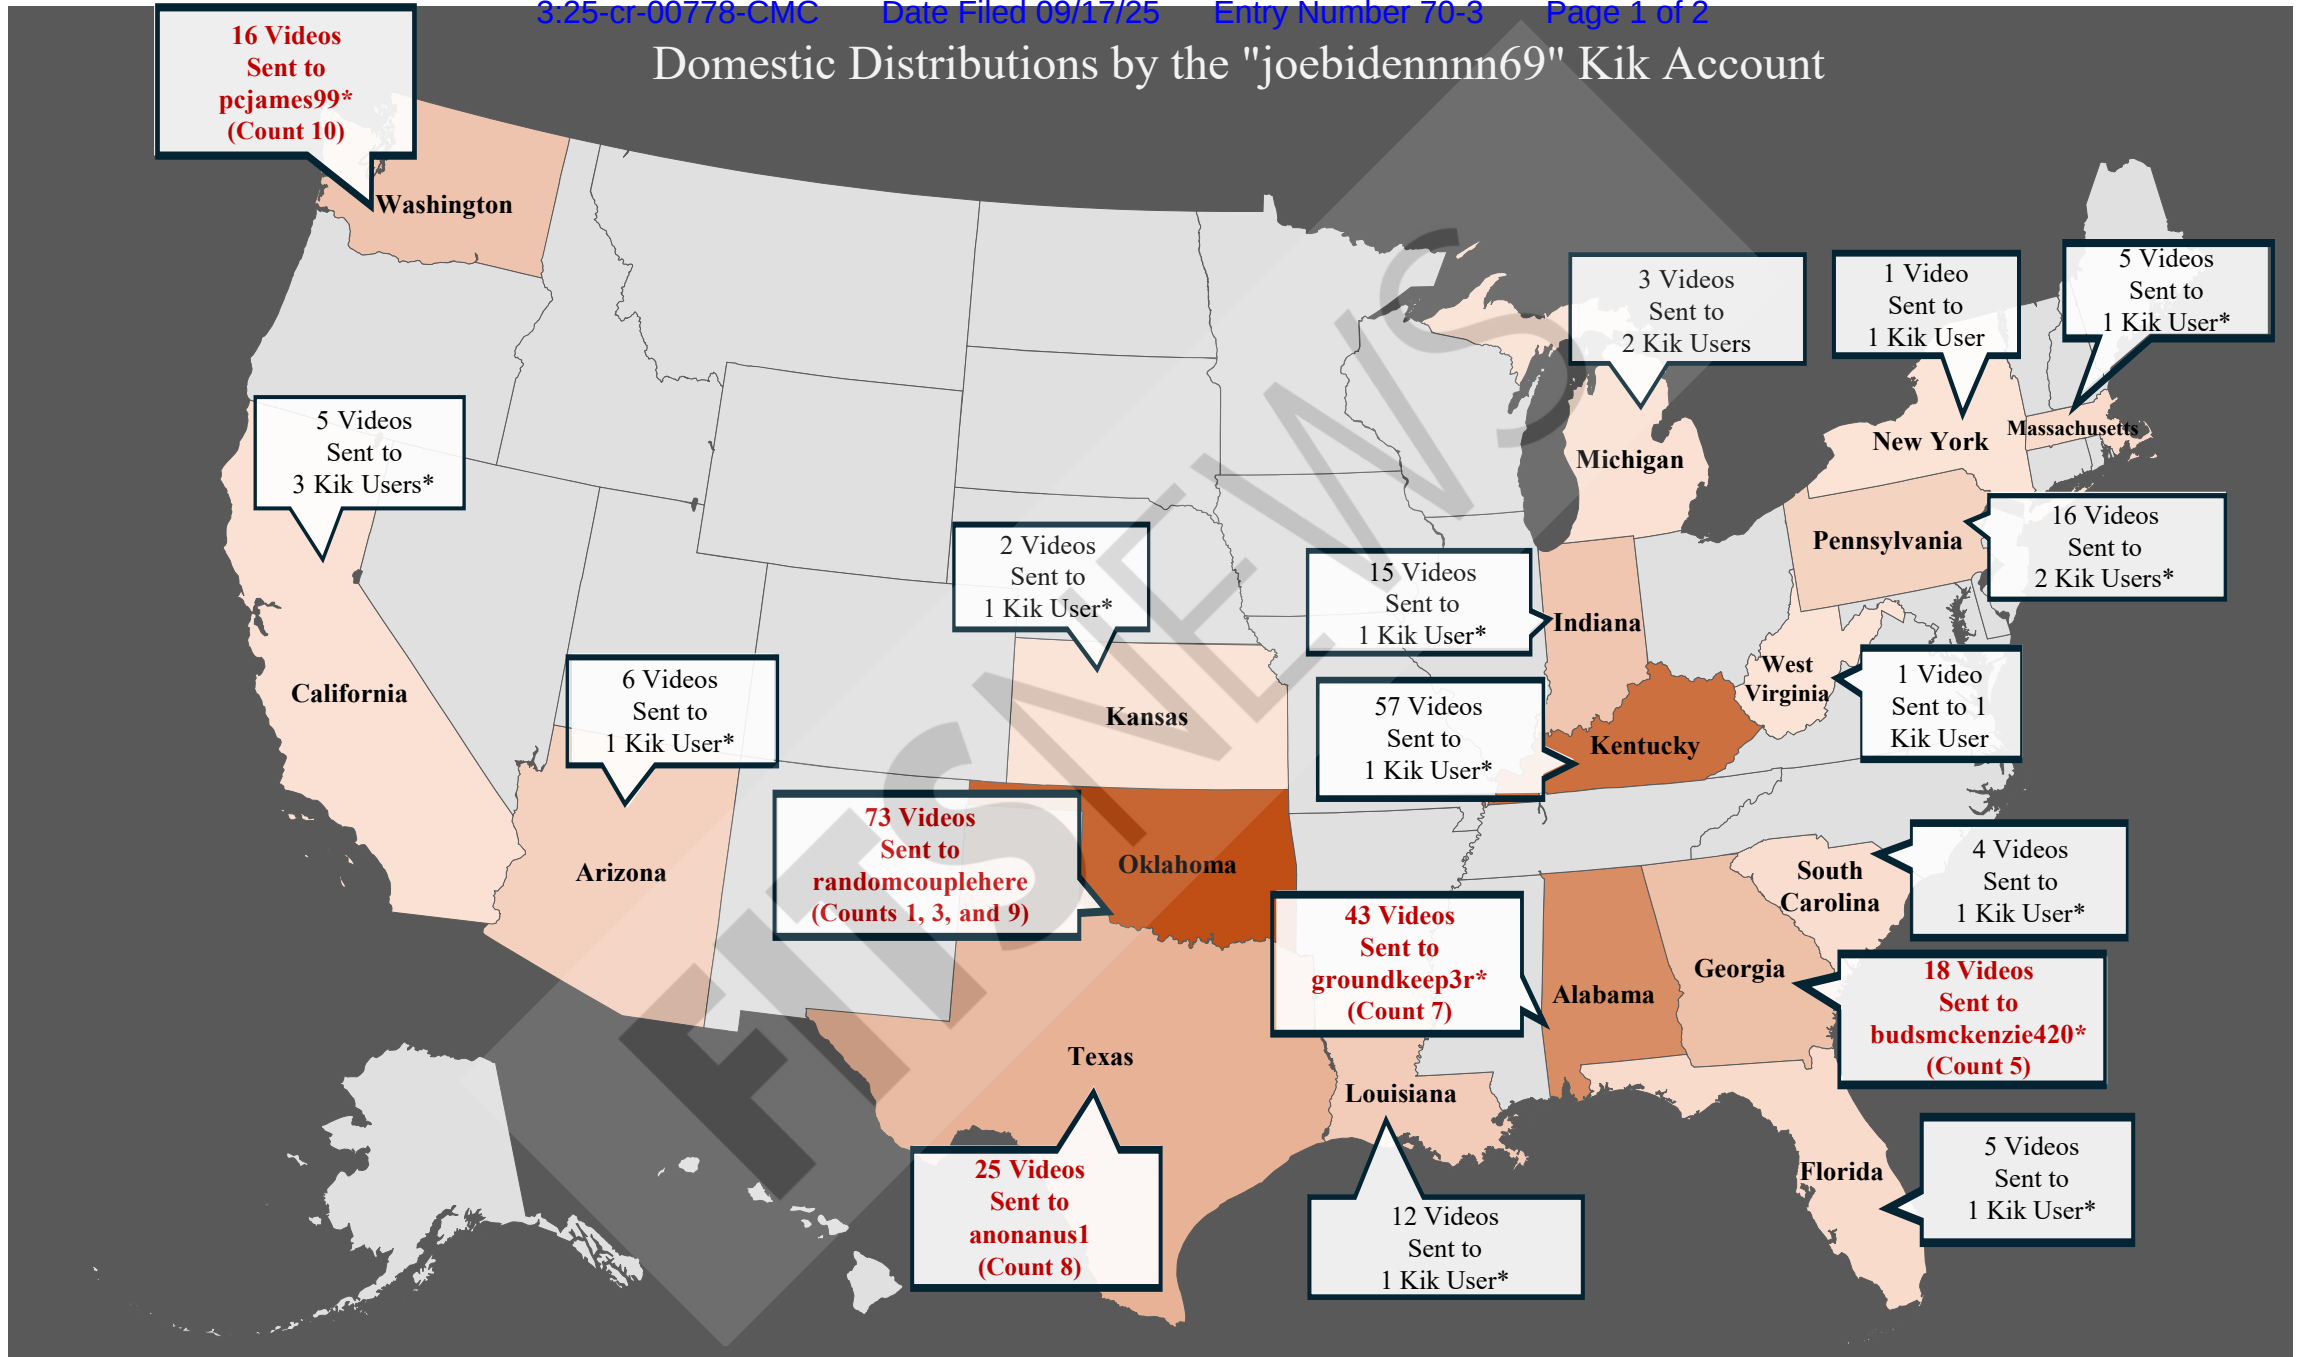 3:25-cr-00778-CMC Date Filed 09/17/25 Entry Number 70-3 Page 1 of 2
Domestic Distributions by the "joebidennnn69" Kik Account
16 Videos
Sent to
pcjames99*
(Count 10)
Washington
3 Videos
Sent to
2 Kik Users
Michigan
1 Video
Sent to
1 Kik User
New York
5 Videos
Sent to
1 Kik User*
Massachusetts
5 Videos
Sent to
3 Kik Users*
California
2 Videos
Sent to
1 Kik User*
Kansas
15 Videos
Sent to
1 Kik User*
Indiana
16 Videos
Sent to
2 Kik Users*
Pennsylvania
6 Videos
Sent to
1 Kik User*
Arizona
57 Videos
Sent to
1 Kik User*
Kentucky
1 Video
Sent to 1
Kik User
West
Virginia
73 Videos
Sent to
randomcouplehere
(Counts 1, 3, and 9)
Oklahoma
43 Videos
Sent to
groundkeep3r*
(Count 7)
Alabama
4 Videos
Sent to
1 Kik User*
South
Carolina
18 Videos
Sent to
budsmckenzie420*
(Count 5)
Georgia
25 Videos
Sent to
anonanus1
(Count 8)
Texas
12 Videos
Sent to
1 Kik User*
Louisiana
5 Videos
Sent to
1 Kik User*
Florida
FITSNEWS